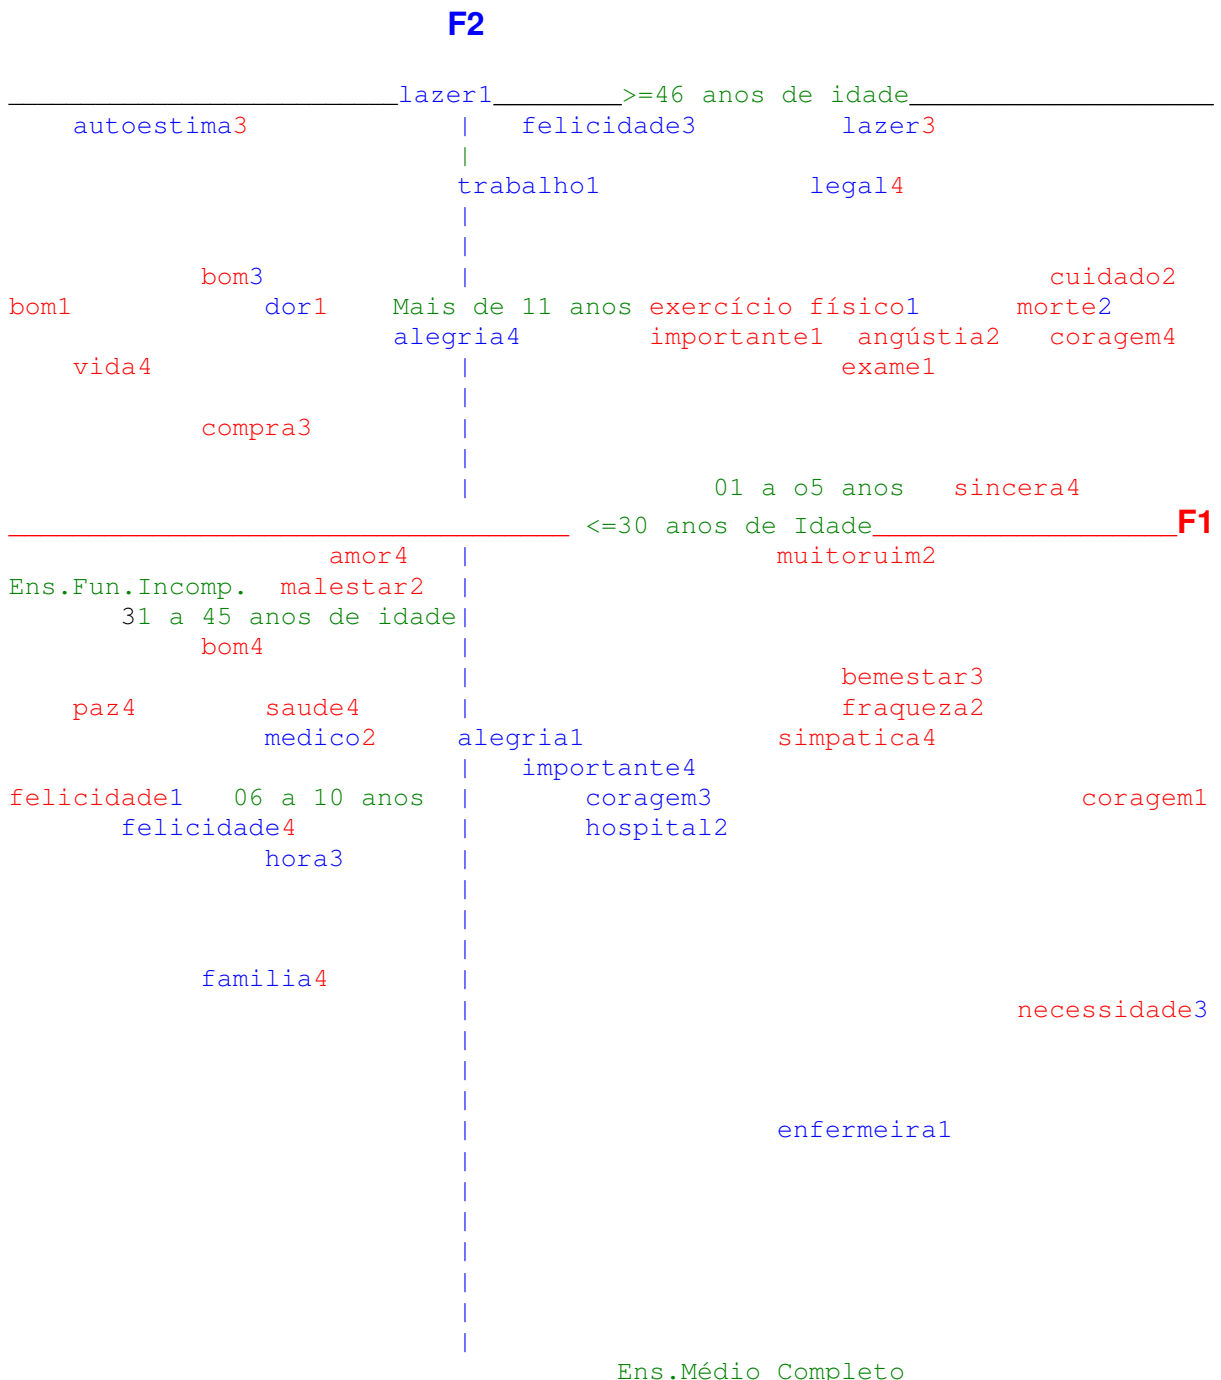 F2
lazer1 >=46 anos de idade
autoestima3 | felicidade3 lazer3
|
trabalho1 legal4
|
|
bom3 | cuidado2
bom1 dor1 Mais de 11 anos exercício físico1 morte2
alegria4 importante1 angústia2 coragem4
vida4 | exame1
|
compra3 |
|
| 01 a o5 anos sincera4
<=30 anos de Idade F1
amor4 | muitoruim2
Ens.Fun.Incomp. malestar2 |
31 a 45 anos de idade|
bom4 |
| bemestar3
paz4 saude4 | fraqueza2
medico2 alegria1 simpatica4
| importante4
felicidade1 06 a 10 anos | coragem3 coragem1
felicidade4 | hospital2
hora3 |
|
|
|
familia4 |
| necessidade3
|
|
|
| enfermeira1
|
|
|
|
|
|
|
Ens.Médio Completo